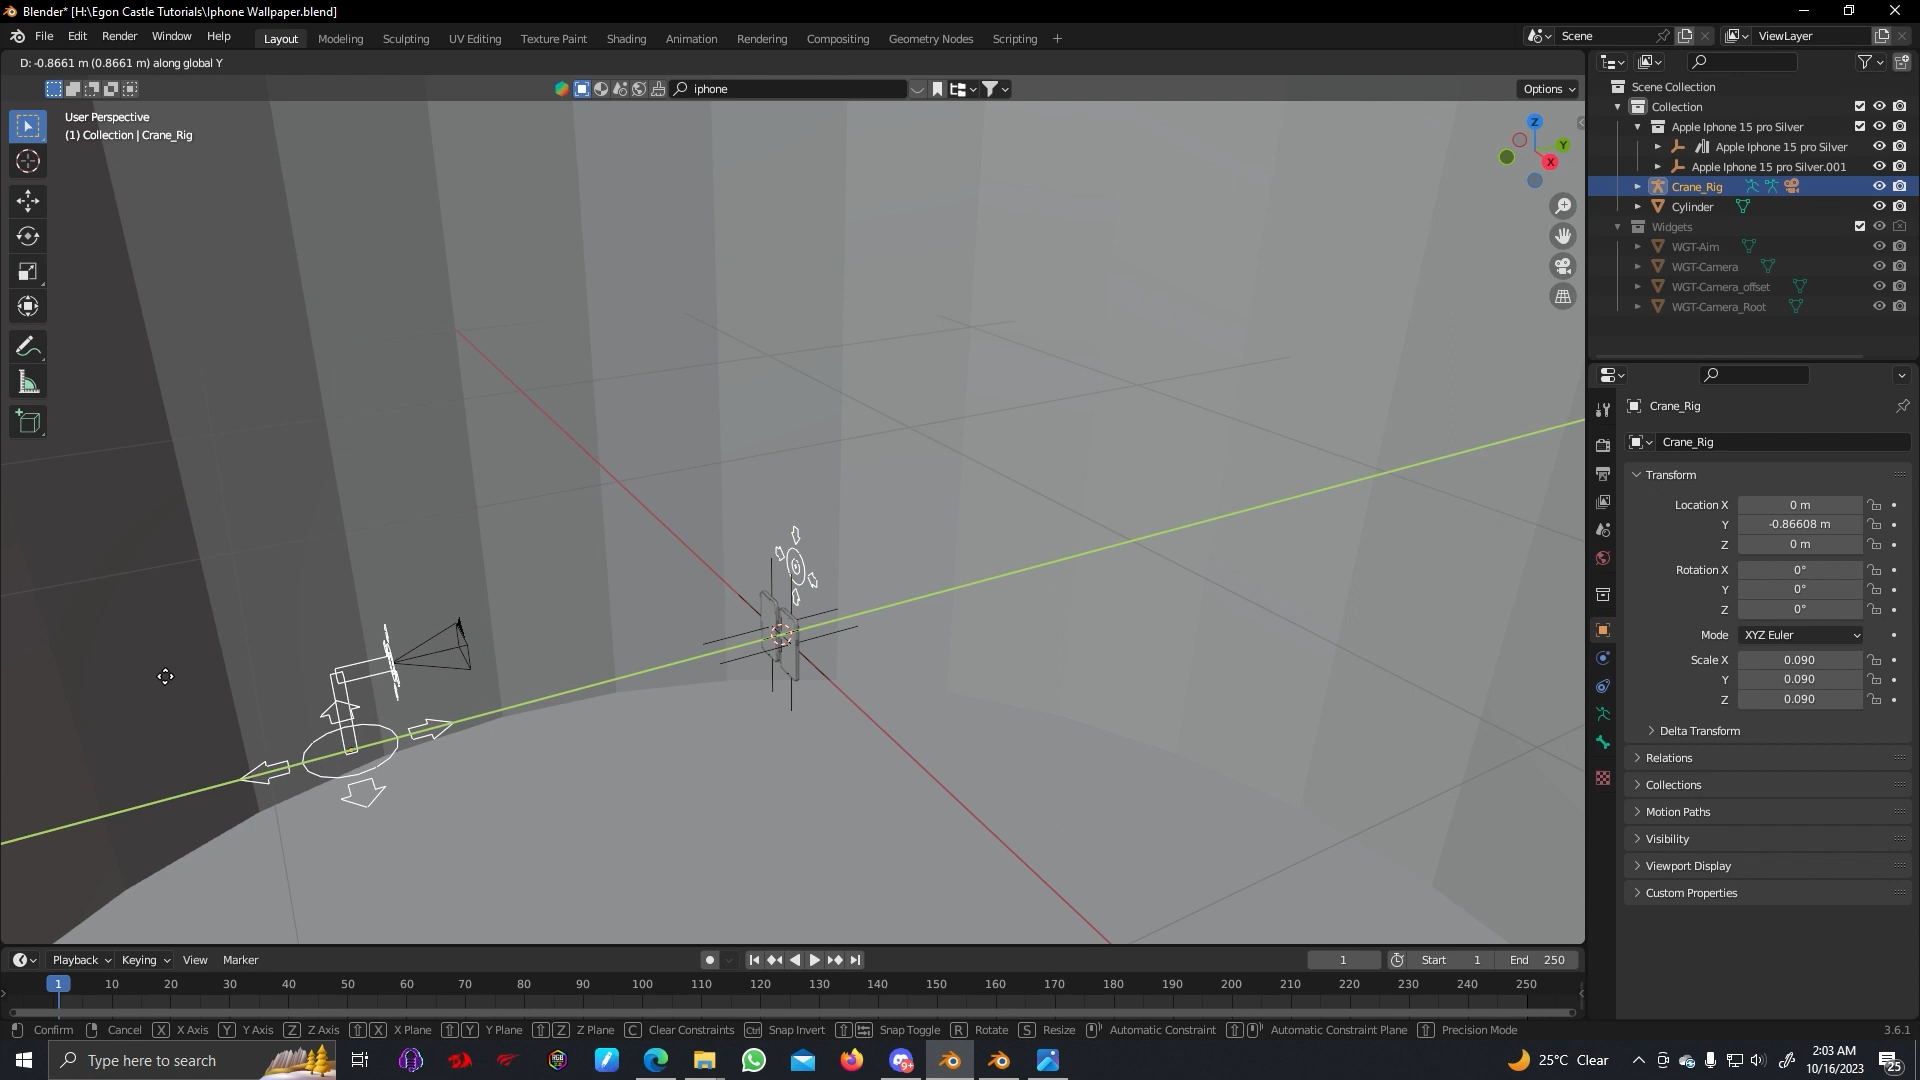 Blender* [H:\Egon Castle Tutorials\Iphone Wallpaper.blend]
File Edit Render Window Help
Layout Modeling Sculpting UV Editing Texture Paint Shading Animation Rendering Compositing Geometry Nodes Scripting
Scene
ViewLayer
D: -0.8661 m (0.8661 m) along global Y
iphone
Options
User Perspective
(1) Collection | Crane_Rig
Z
Y
X
Scene Collection
Collection
Apple Iphone 15 pro Silver
Apple Iphone 15 pro Silver
Apple Iphone 15 pro Silver.001
Crane_Rig
Cylinder
Widgets
WGT-Aim
WGT-Camera
WGT-Camera_offset
WGT-Camera_Root
Crane_Rig
Crane_Rig
Transform
Location X 0 m
Y -0.86608 m
Z 0 m
Rotation X 0°
Y 0°
Z 0°
Mode XYZ Euler
Scale X 0.090
Y 0.090
Z 0.090
Delta Transform
Relations
Collections
Motion Paths
Visibility
Viewport Display
Custom Properties
Playback Keying View Marker
1 Start 1 End 250
1 10 20 30 40 50 60 70 80 90 100 110 120 130 140 150 160 170 180 190 200 210 220 230 240 250
Confirm Cancel X X Axis Y Y Axis Z Z Axis X X Plane Y Y Plane Z Z Plane C Clear Constraints Ctrl Snap Invert Snap Toggle R Rotate S Resize Automatic Constraint Automatic Constraint Plane Precision Mode 3.6.1
Type here to search
9+
25°C Clear
2:03 AM
10/16/2023
25